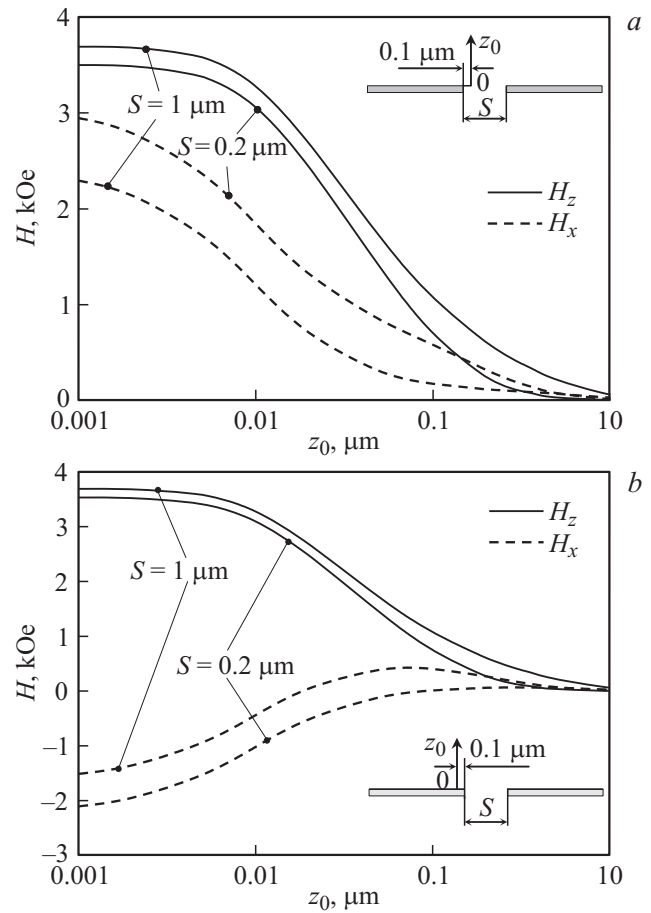 a
4
3
2
1
0
H, kOe
0.1 μm
z0
0
S
S = 1 μm
S = 0.2 μm
Hz
Hx
0.001 0.01 0.1 10
z0, μm
b
4
3
2
1
0
–1
–2
–3
H, kOe
Hz
Hx
S = 1 μm
S = 0.2 μm
z0
0.1 μm
0
S
0.001 0.01 0.1 10
z0, μm